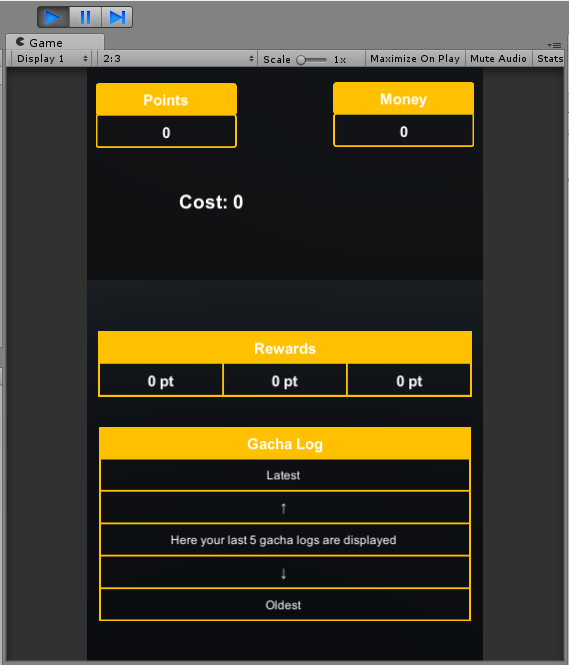 Game
Display 1 2:3 Scale 1x Maximize On Play Mute Audio Stats
Points Money
0 0
Cost: 0
Rewards
0 pt 0 pt 0 pt
Gacha Log
Latest
↑
Here your last 5 gacha logs are displayed
↓
Oldest